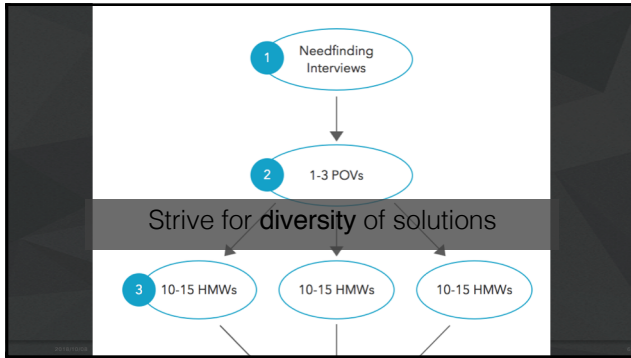 1
Needfinding
Interviews
2
1-3 POVs
Strive for diversity of solutions
3
10-15 HMWs
10-15 HMWs
10-15 HMWs